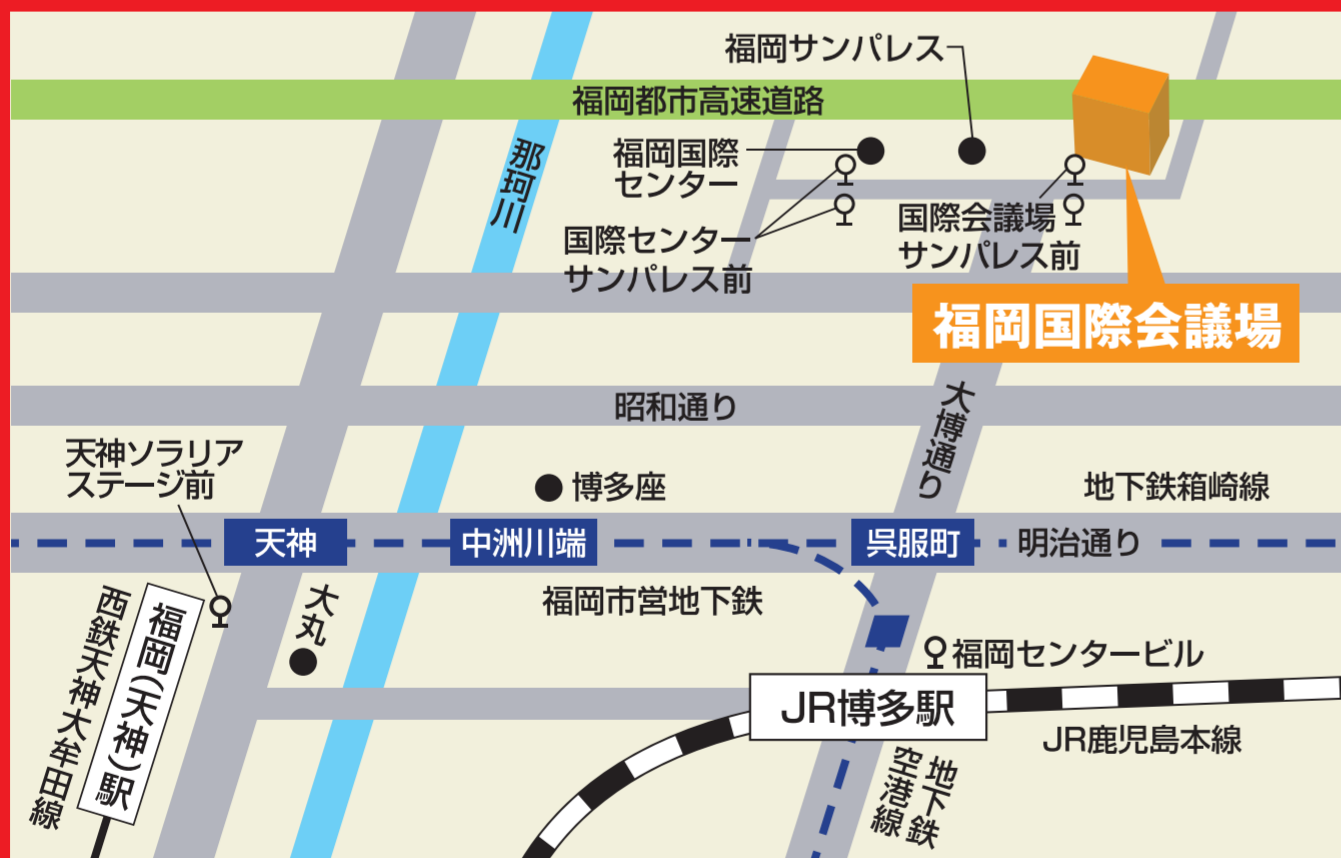 福岡サンパレス
福岡都市高速道路
那珂川
福岡国際
センター
国際センター
サンパレス前
国際会議場
サンパレス前
福岡国際会議場
昭和通り
大博通り
天神ソラリア
ステージ前
博多座
地下鉄箱崎線
天神
中洲川端
呉服町
明治通り
福岡市営地下鉄
大丸
西鉄天神大牟田線
福岡(天神)駅
福岡センタービル
JR博多駅
JR鹿児島本線
地下鉄
空港線